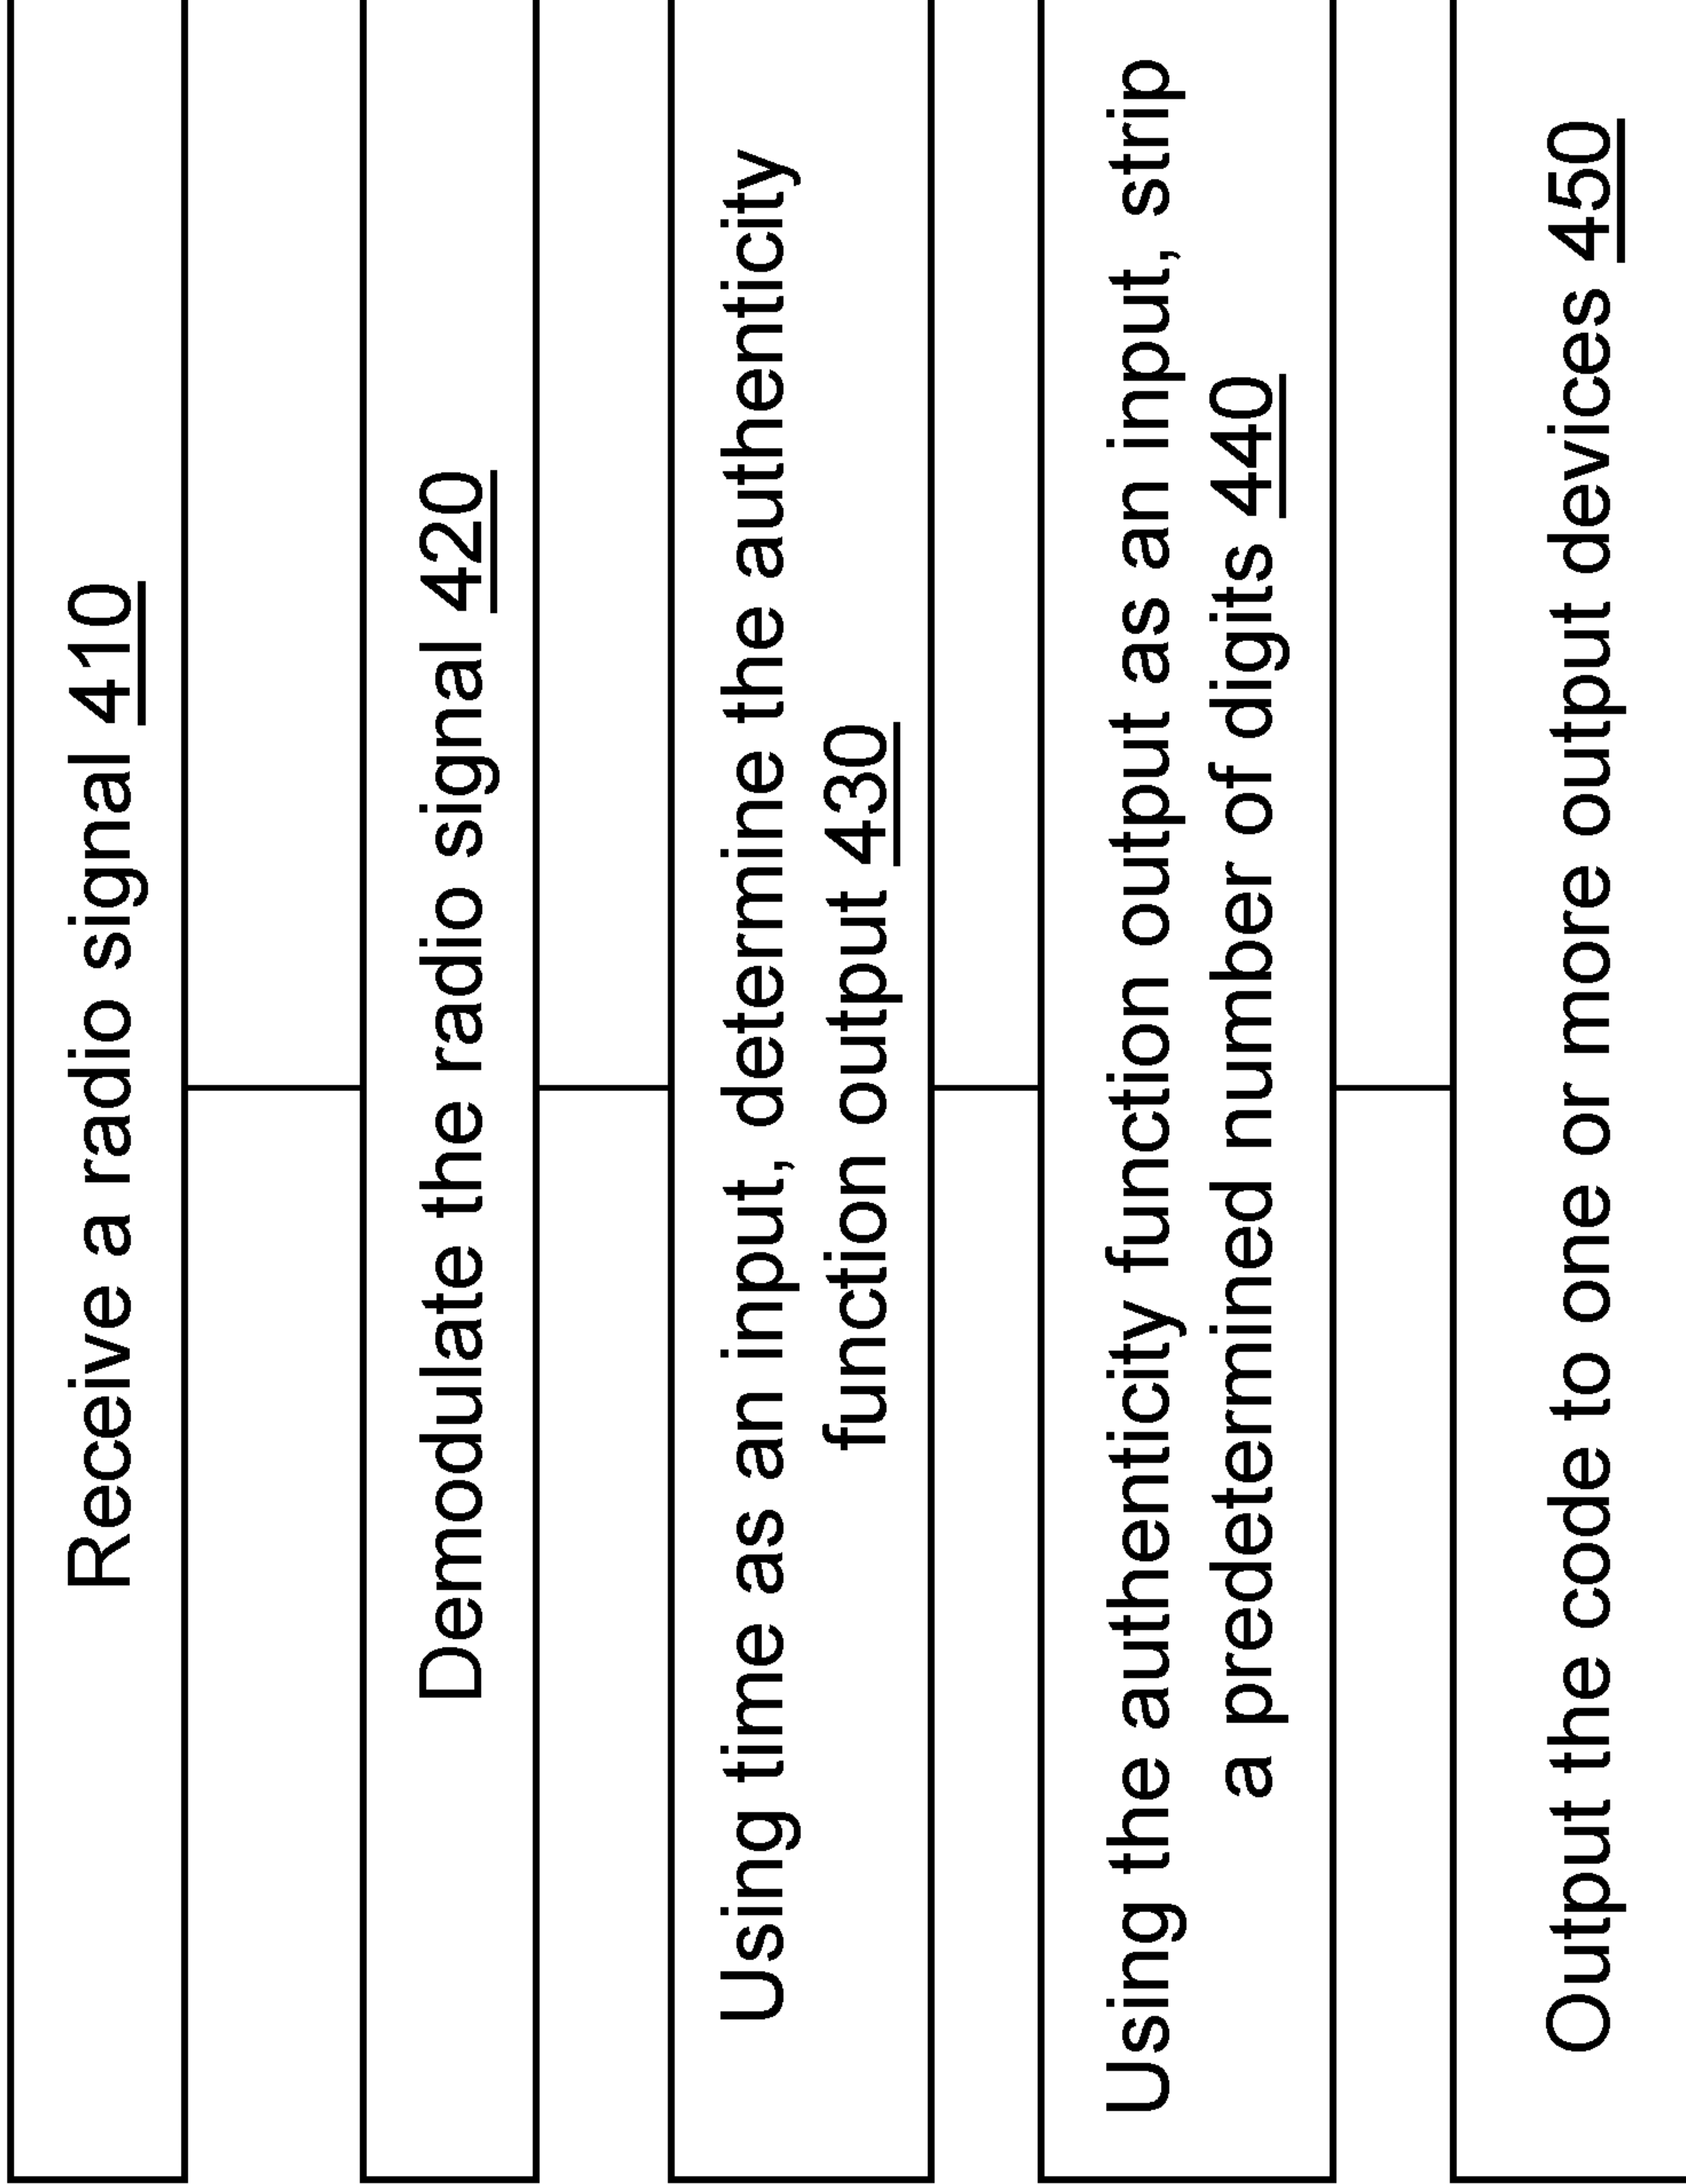 Receive a radio signal 410
Demodulate the radio signal 420
Using time as an input, determine the authenticity
function output 430
Using the authenticity function output as an input, strip
a predetermined number of digits 440
Output the code to one or more output devices 450